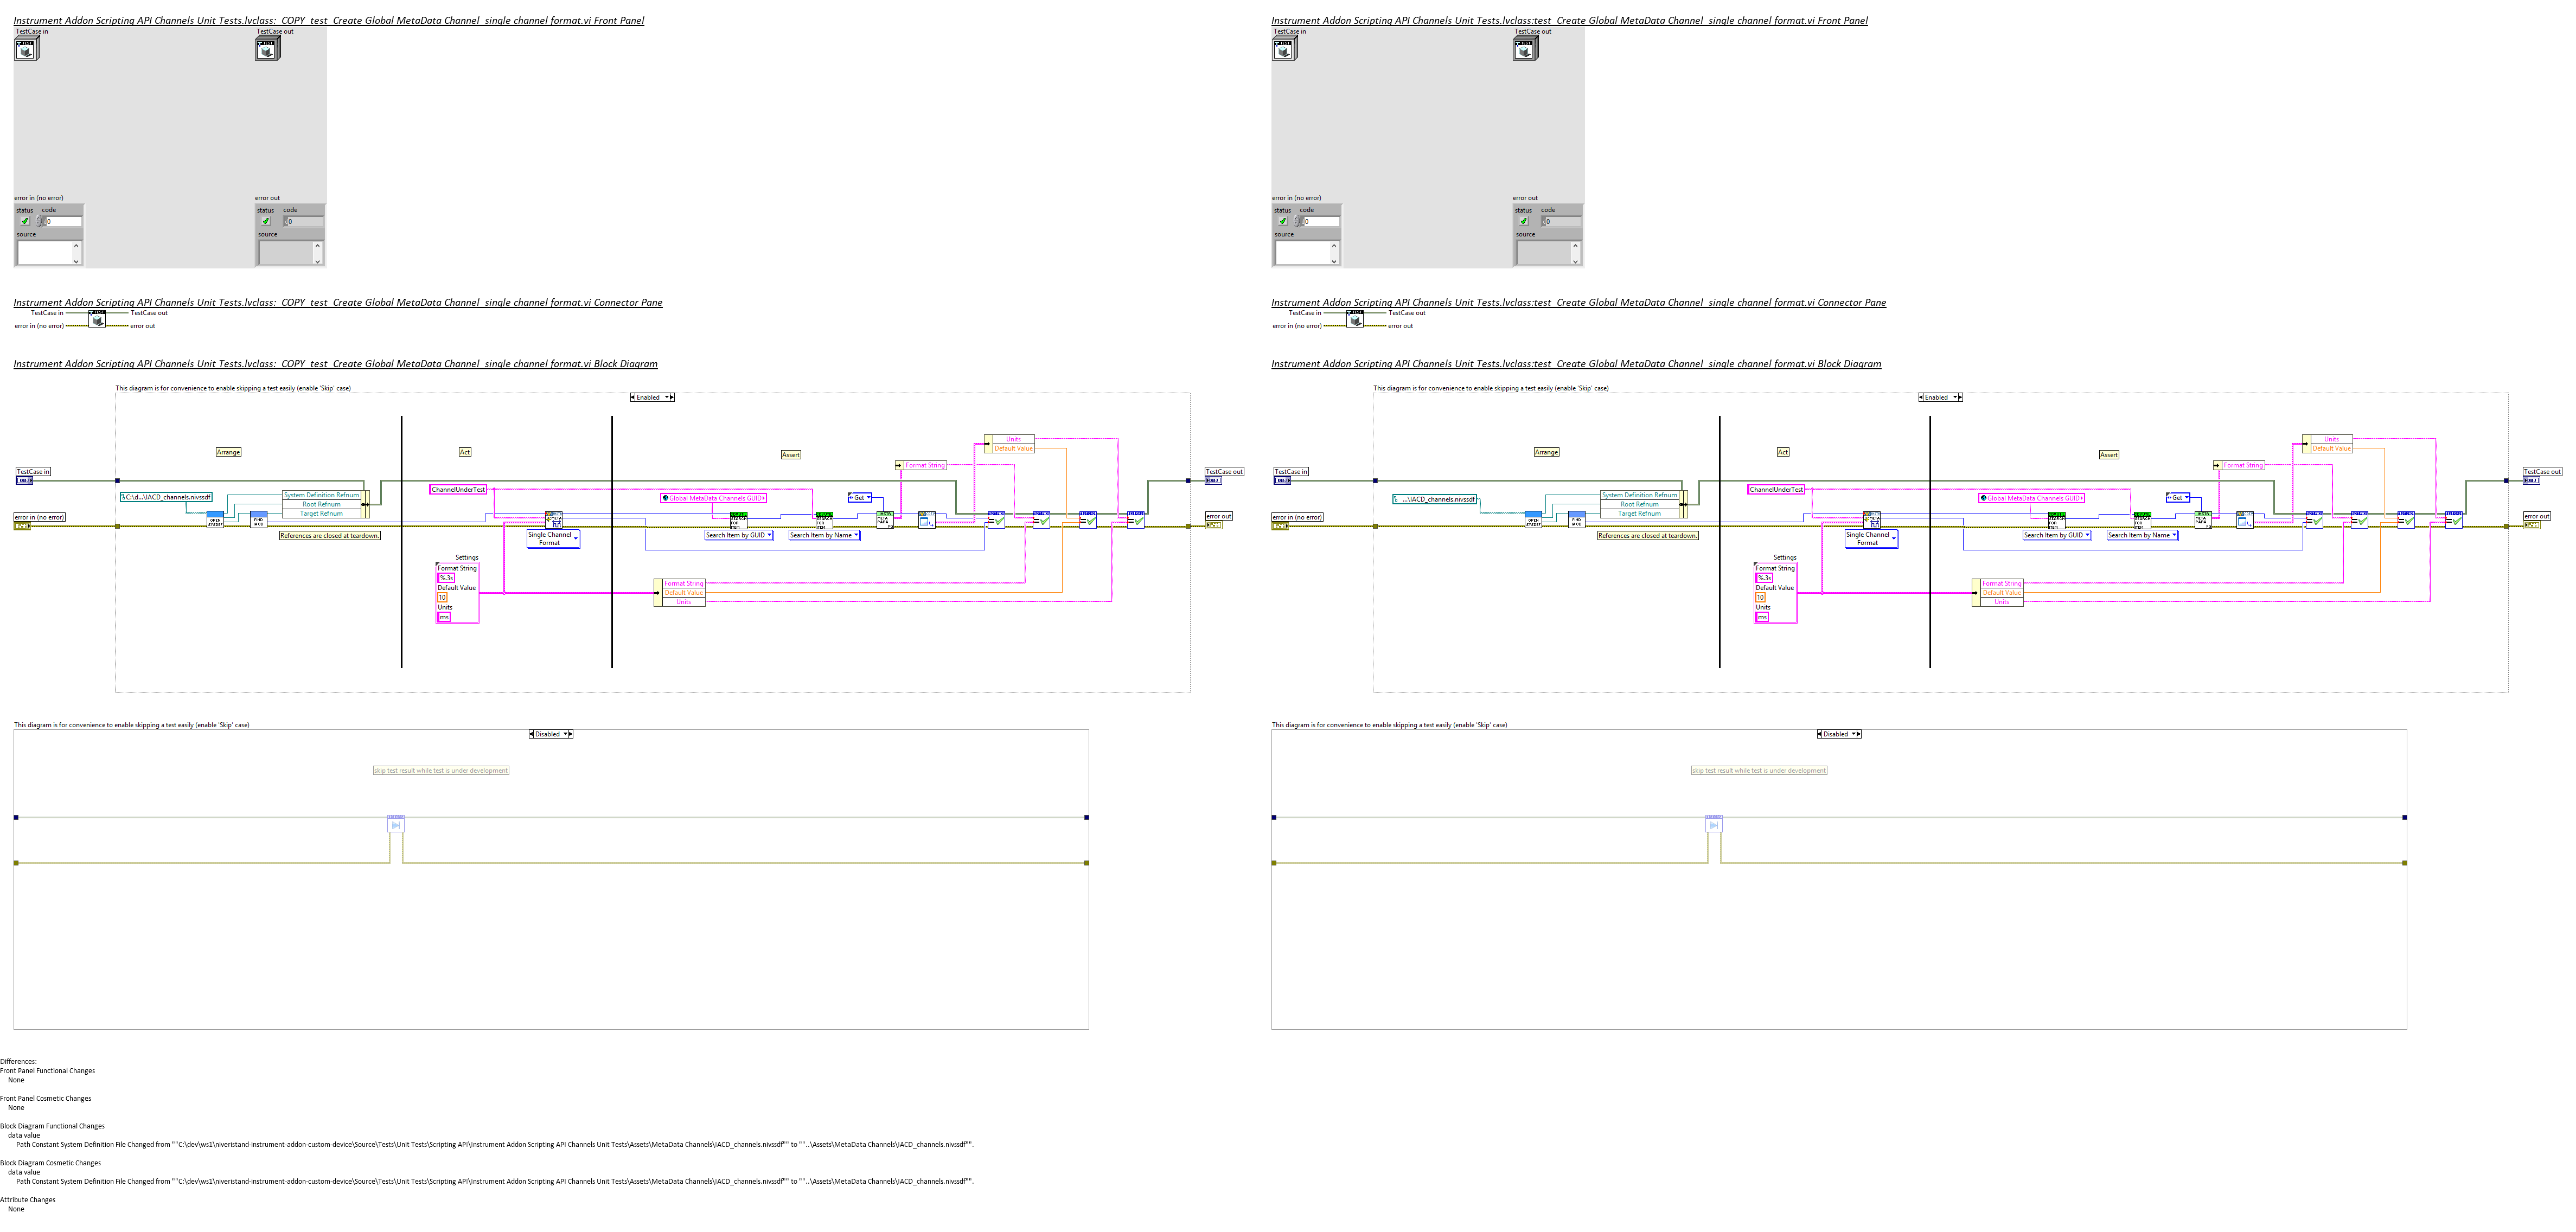 Instrument Addon Scripting API Channels Unit Tests.lvclass:_COPY_test_Create Global MetaData Channel_single channel format.vi Front Panel
TestCase in
TestCase out
error in (no error)
error out
status code
0
source
status code
0
source
Instrument Addon Scripting API Channels Unit Tests.lvclass:test_Create Global MetaData Channel_single channel format.vi Front Panel
TestCase in
TestCase out
error in (no error)
error out
status code
0
source
status code
0
source
Instrument Addon Scripting API Channels Unit Tests.lvclass:_COPY_test_Create Global MetaData Channel_single channel format.vi Connector Pane
TestCase in
TestCase out
error in (no error)
error out
Instrument Addon Scripting API Channels Unit Tests.lvclass:test_Create Global MetaData Channel_single channel format.vi Connector Pane
TestCase in
TestCase out
error in (no error)
error out
Instrument Addon Scripting API Channels Unit Tests.lvclass:_COPY_test_Create Global MetaData Channel_single channel format.vi Block Diagram
This diagram is for convenience to enable skipping a test easily (enable 'Skip' case)
Enabled
Arrange
Act
Assert
Units
Default Value
Format String
TestCase in
TestCase out
ChannelUnderTest
C:\d...\IACD_channels.nivssdf
System Definition Refnum
Root Refnum
Target Refnum
Global MetaData Channels GUID
Get
error in (no error)
error out
References are closed at teardown.
Single Channel
Format
Search Item by GUID
Search Item by Name
Settings
Format String
%.3s
Default Value
10
Units
ms
Format String
Default Value
Units
Instrument Addon Scripting API Channels Unit Tests.lvclass:test_Create Global MetaData Channel_single channel format.vi Block Diagram
This diagram is for convenience to enable skipping a test easily (enable 'Skip' case)
Enabled
Arrange
Act
Assert
Units
Default Value
Format String
TestCase in
TestCase out
ChannelUnderTest
...\IACD_channels.nivssdf
System Definition Refnum
Root Refnum
Target Refnum
Global MetaData Channels GUID
Get
error in (no error)
error out
References are closed at teardown.
Single Channel
Format
Search Item by GUID
Search Item by Name
Settings
Format String
%.3s
Default Value
10
Units
ms
Format String
Default Value
Units
This diagram is for convenience to enable skipping a test easily (enable 'Skip' case)
Disabled
skip test result while test is under development
This diagram is for convenience to enable skipping a test easily (enable 'Skip' case)
Disabled
skip test result while test is under development
Differences:
Front Panel Functional Changes
None
Front Panel Cosmetic Changes
None
Block Diagram Functional Changes
data value
Path Constant System Definition File Changed from ""C:\dev\ws1\niveristand-instrument-addon-custom-device\Source\Tests\Unit Tests\Scripting API\Instrument Addon Scripting API Channels Unit Tests\Assets\MetaData Channels\IACD_channels.nivssdf"" to ""..\Assets\MetaData Channels\IACD_channels.nivssdf"".
Block Diagram Cosmetic Changes
data value
Path Constant System Definition File Changed from ""C:\dev\ws1\niveristand-instrument-addon-custom-device\Source\Tests\Unit Tests\Scripting API\Instrument Addon Scripting API Channels Unit Tests\Assets\MetaData Channels\IACD_channels.nivssdf"" to ""..\Assets\MetaData Channels\IACD_channels.nivssdf"".
Attribute Changes
None